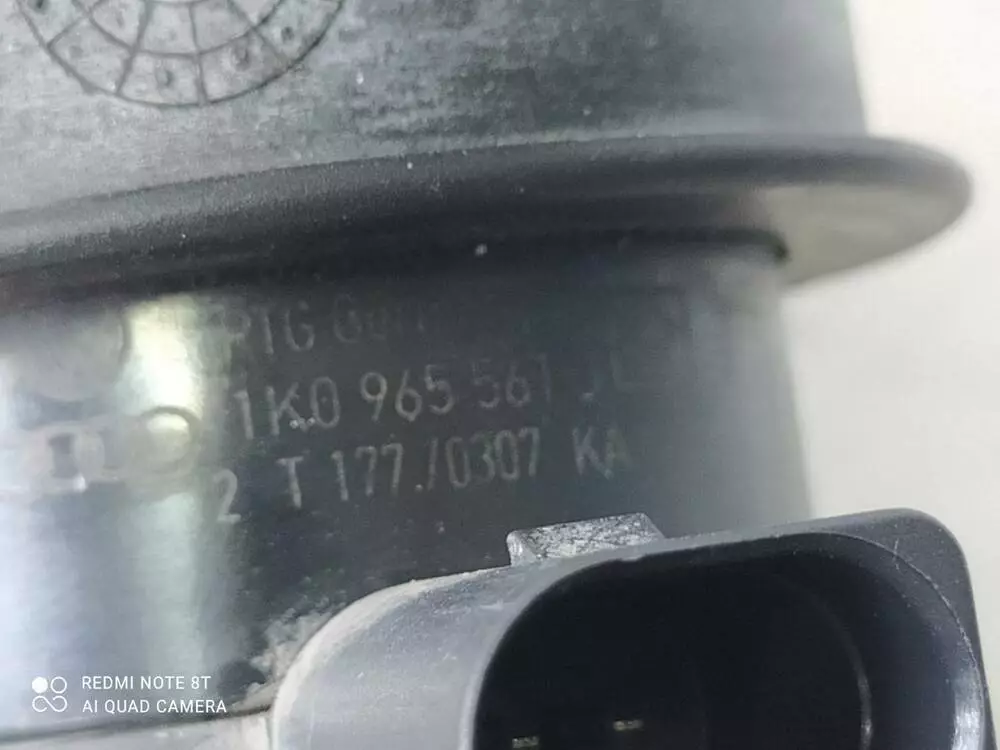 1K0 965 561 J
2 T 177./0307 KA
REDMI NOTE 8T
AI QUAD CAMERA